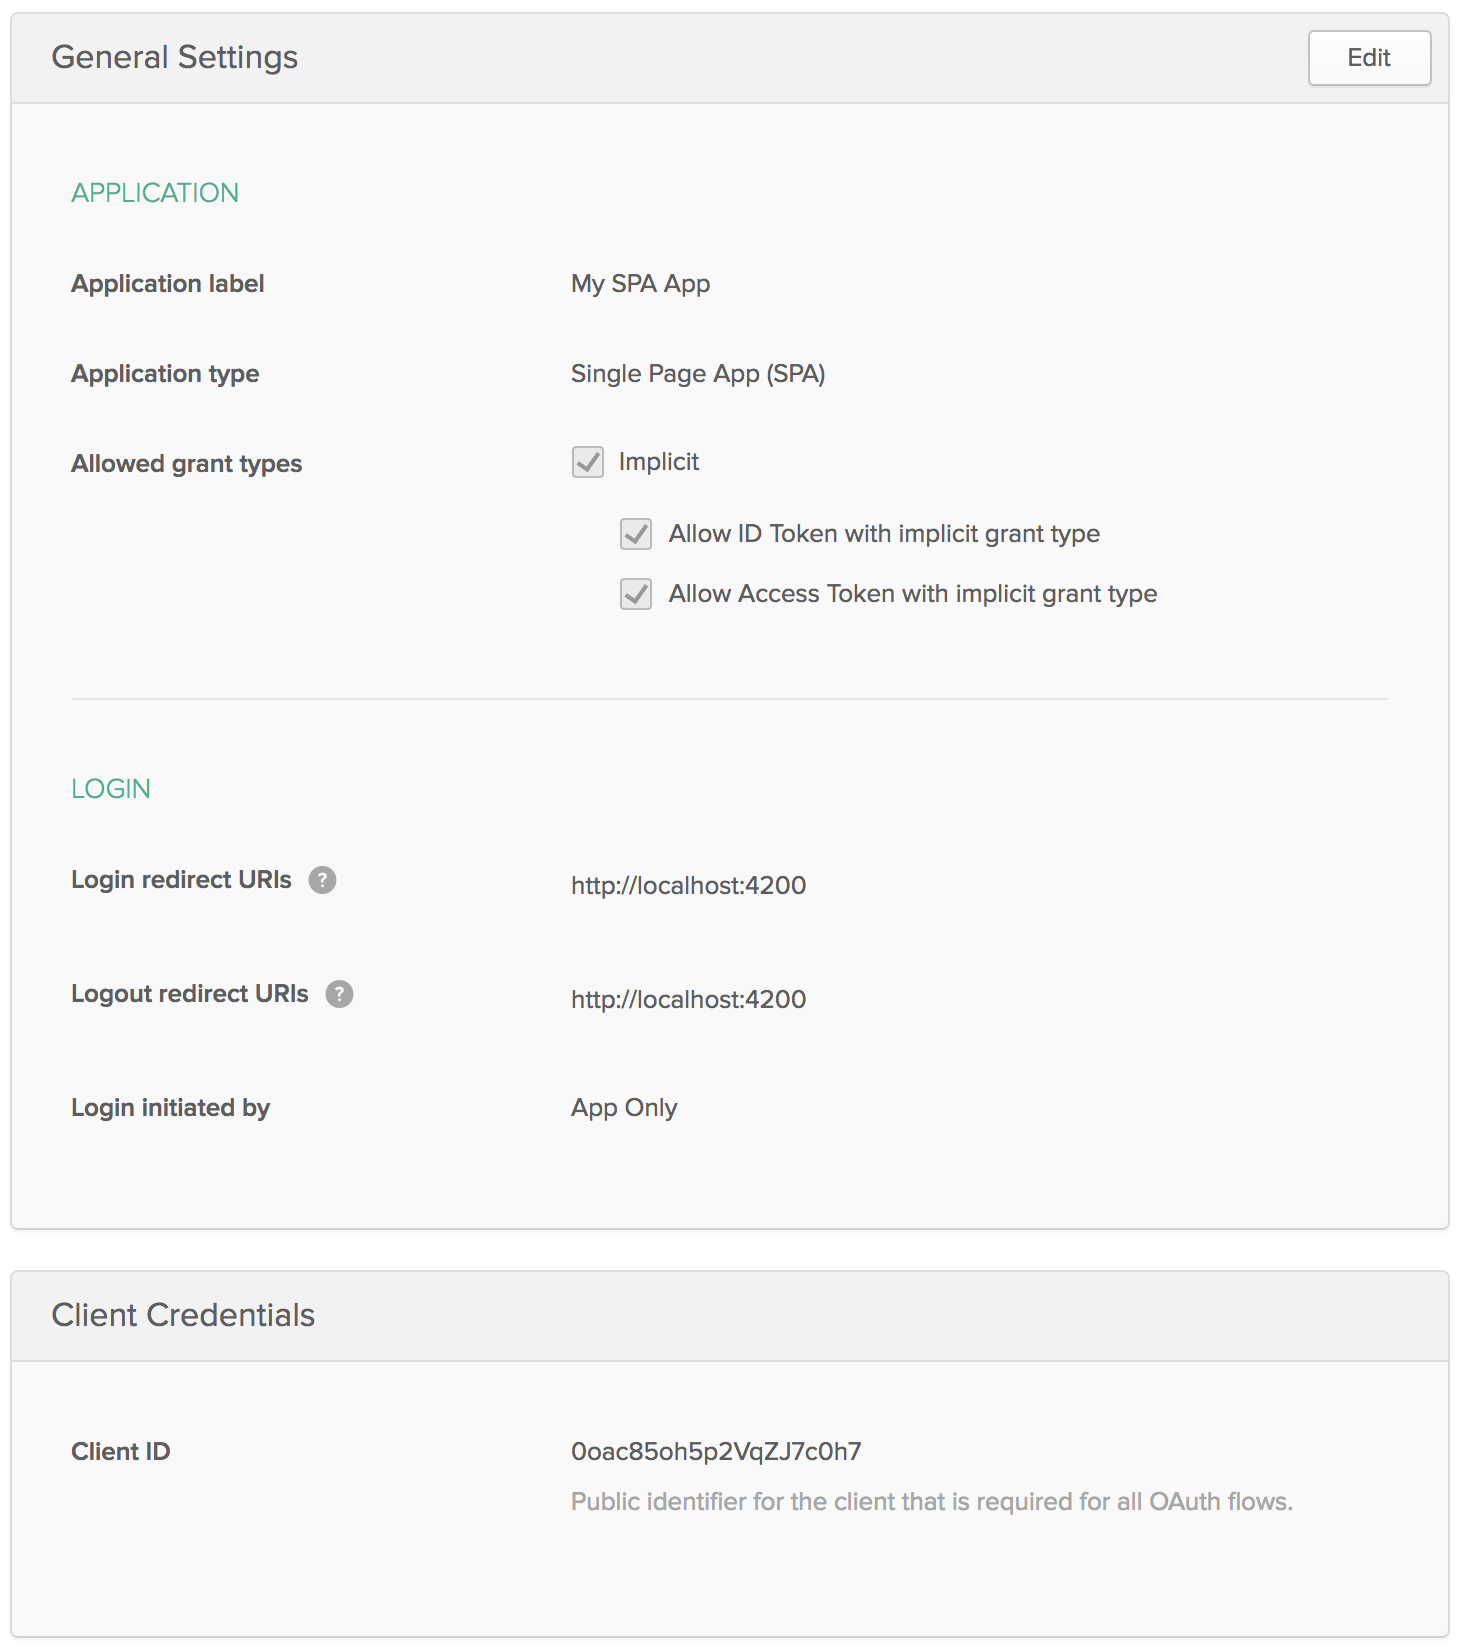 General Settings
Edit
APPLICATION
Application label
My SPA App
Application type
Single Page App (SPA)
Allowed grant types
Implicit
Allow ID Token with implicit grant type
Allow Access Token with implicit grant type
LOGIN
Login redirect URIs ?
http://localhost:4200
Logout redirect URIs ?
http://localhost:4200
Login initiated by
App Only
Client Credentials
Client ID
0oac85oh5p2VqZJ7c0h7
Public identifier for the client that is required for all OAuth flows.